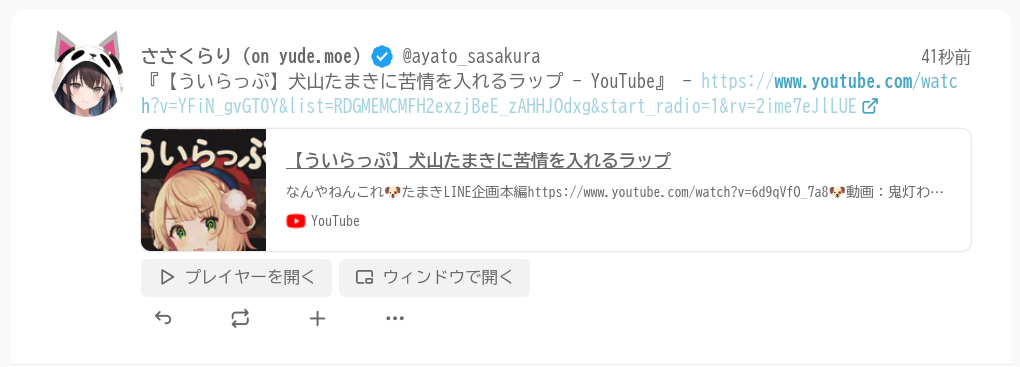 ささくらり (on yude.moe) @ayato_sasakura 41秒前
『【ういらっぷ】犬山たまきに苦情を入れるラップ - YouTube』 - https://www.youtube.com/watc
h?v=YFiN_gvGTOY&list=RDGMEMCMFH2exzjBeE_zAHHJOdxg&start_radio=1&rv=2ime7eJlLUE
ういらっぷ
【ういらっぷ】犬山たまきに苦情を入れるラップ
なんやねんこれ🐶たまきLINE企画本編https://www.youtube.com/watch?v=6d9qVfO_7a8🐶動画：鬼灯わ…
YouTube
プレイヤーを開く ウィンドウで開く